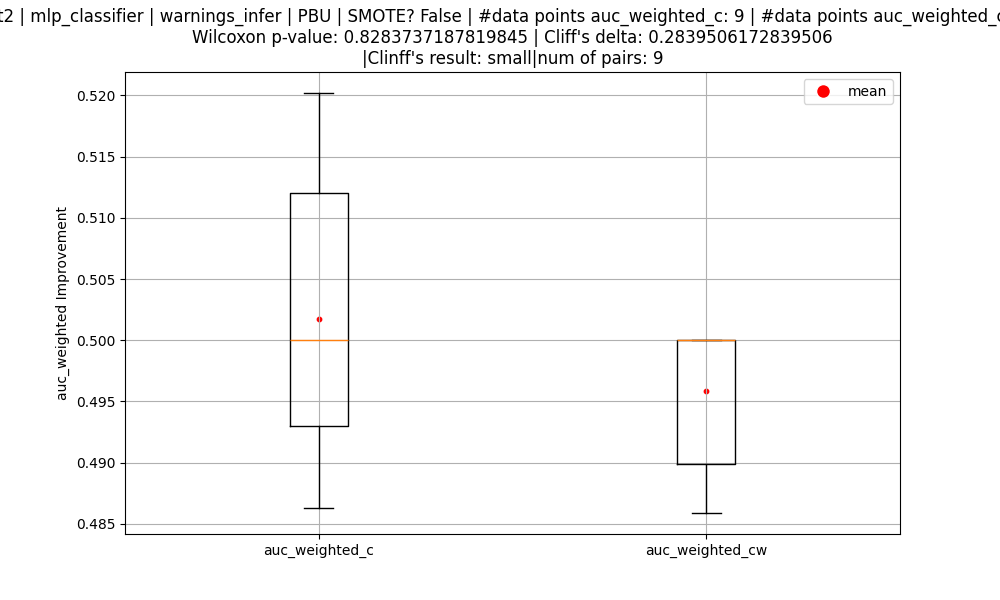 t2 | mlp_classifier | warnings_infer | PBU | SMOTE? False | #data points auc_weighted_c: 9 | #data points auc_weighted_c
Wilcoxon p-value: 0.8283737187819845 | Cliff's delta: 0.2839506172839506
|Clinff's result: small|num of pairs: 9
mean
0.520
0.515
0.510
0.505
0.500
0.495
0.490
0.485
auc_weighted Improvement
auc_weighted_c
auc_weighted_cw